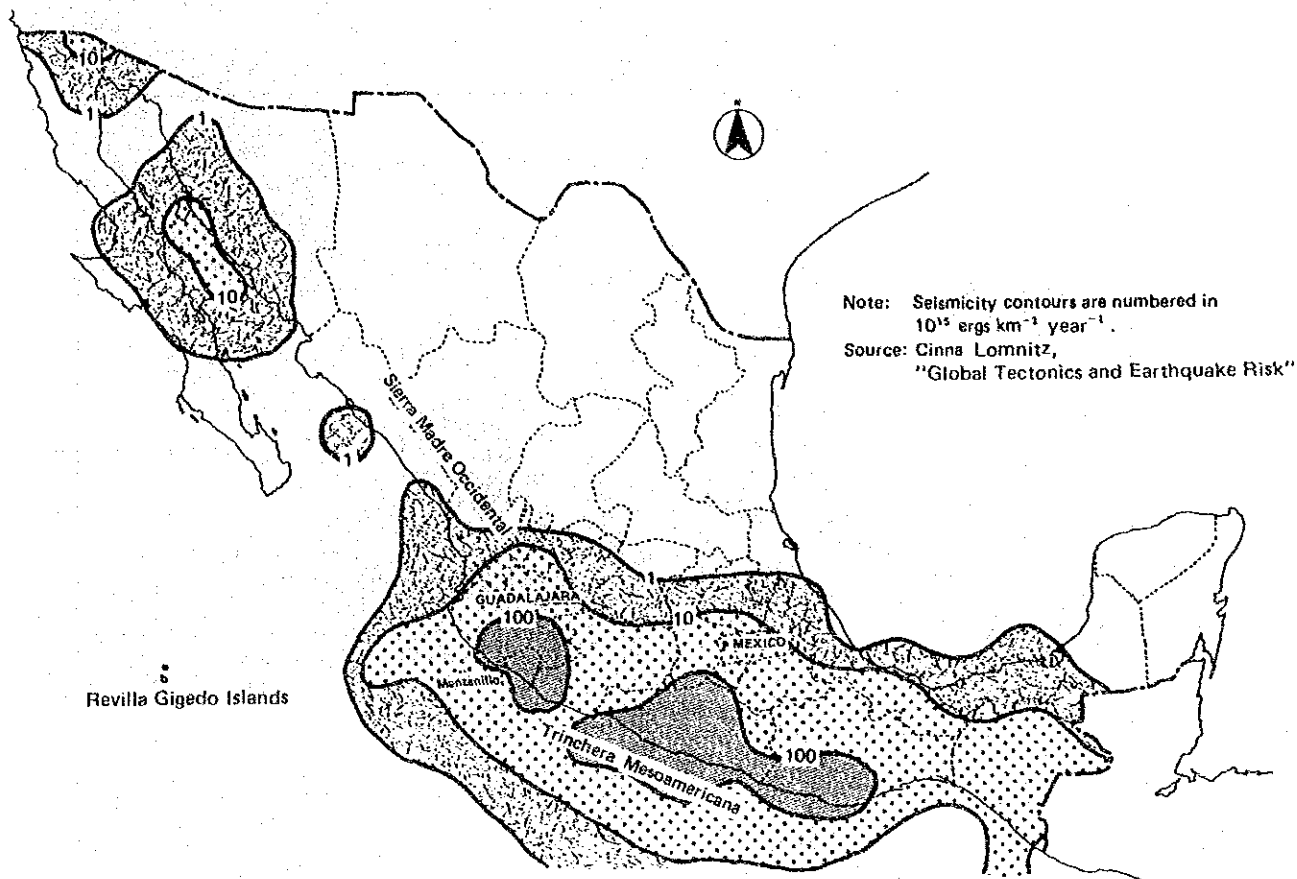 10
1
1
N
10
Note: Seismicity contours are numbered in
10¹⁵ ergs km⁻² year⁻¹.
Source: Cinna Lomnitz,
"Global Tectonics and Earthquake Risk"
Sierra Madre Occidental
1
1
GUADALAJARA
100
10
MEXICO
Manzanillo
Revilla Gigedo Islands
Trinchera Mesoamericana
100